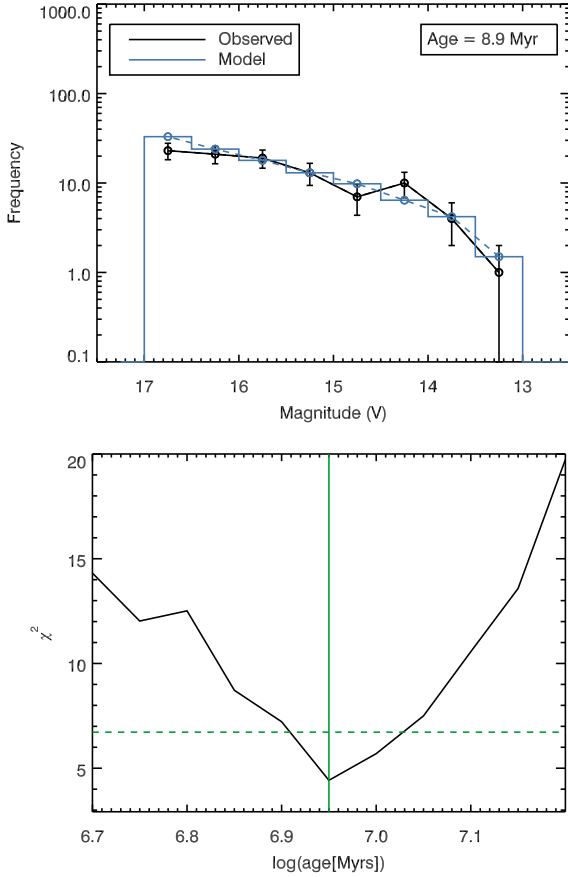 1000.0
100.0
10.0
1.0
0.1
Frequency
Observed
Model
Age = 8.9 Myr
17 16 15 14 13
Magnitude (V)
20
15
10
5
χ²
6.7 6.8 6.9 7.0 7.1
log(age[Myrs])